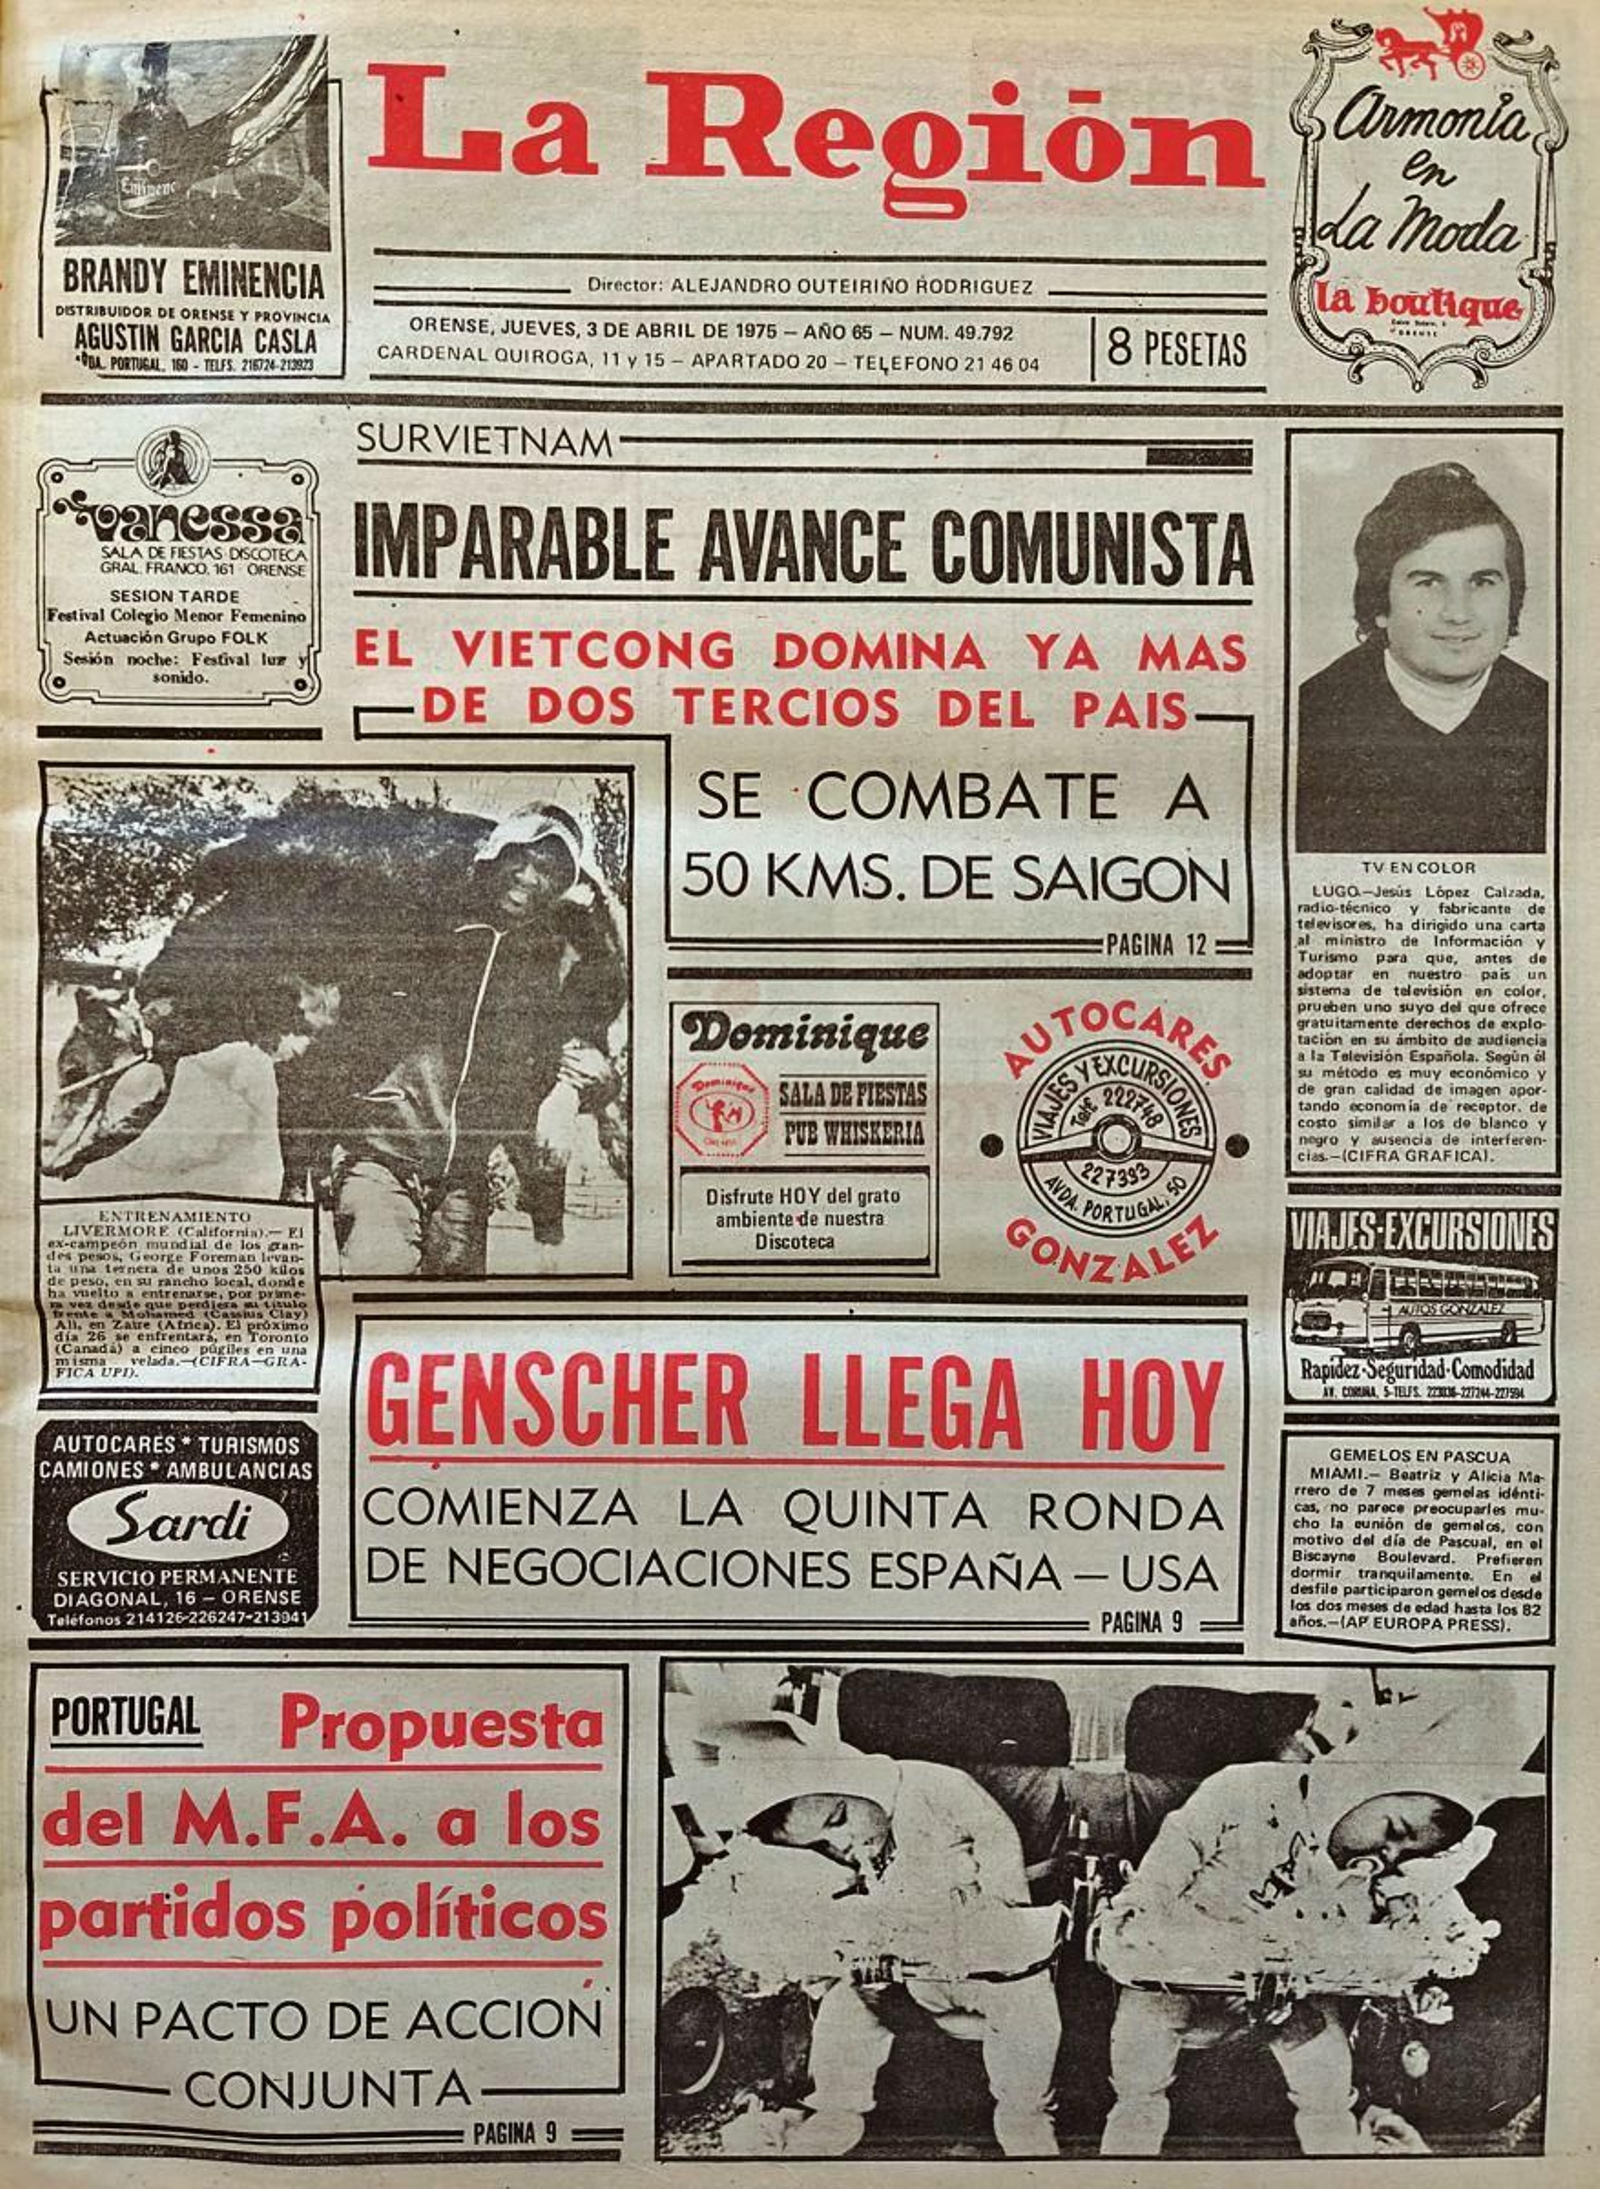 Eminenc
BRANDY EMINENCIA
DISTRIBUIDOR DE ORENSE Y PROVINCIA
AGUSTIN GARCIA CASLA
DA. PORTUGAL, 160 - TELFS. 216724-213923
La Región
Director: ALEJANDRO OUTEIRIÑO RODRIGUEZ
ORENSE, JUEVES, 3 DE ABRIL DE 1975 — AÑO 65 — NUM. 49.792
CARDENAL QUIROGA, 11 y 15 — APARTADO 20 — TELEFONO 21 46 04
8 PESETAS
Armonía
en
La Moda
la boutique
ORENSE
vanessa
SALA DE FIESTAS-DISCOTECA
GRAL. FRANCO, 161 ORENSE
SESION TARDE
Festival Colegio Menor Femenino
Actuación Grupo FOLK
Sesión noche: Festival luz y
sonido.
SURVIETNAM
IMPARABLE AVANCE COMUNISTA
EL VIETCONG DOMINA YA MAS
DE DOS TERCIOS DEL PAIS
SE COMBATE A
50 KMS. DE SAIGON
PAGINA 12
TV EN COLOR
LUGO.—Jesús López Calzada,
radio-técnico y fabricante de
televisores, ha dirigido una carta
al ministro de Información y
Turismo para que, antes de
adoptar en nuestro país un
sistema de televisión en color,
prueben uno suyo del que ofrece
gratuitamente derechos de explo-
tación en su ámbito de audiencia
a la Televisión Española. Según él
su método es muy económico y
de gran calidad de imagen apor-
tando economía de receptor, de
costo similar a los de blanco y
negro y ausencia de interferen-
cias.—(CIFRA GRAFICA).
Dominique
Dominique
SALA DE FIESTAS
PUB WHISKERIA
Disfrute HOY del grato
ambiente de nuestra
Discoteca
AUTOCARES
VIAJES Y EXCURSIONES
Telf. 222748
227393
AVDA. PORTUGAL, 50
GONZALEZ
ENTRENAMIENTO
LIVERMORE (California).— El
ex-campeón mundial de los gran-
des pesos, George Foreman levan-
ta una ternera de unos 250 kilos
de peso, en su rancho local, donde
ha vuelto a entrenarse, por prime-
ra vez desde que perdiera su título
frente a Mohamed (Cassius Clay)
Ali, en Zaire (Africa). El próximo
día 26 se enfrentará, en Toronto
(Canadá) a cinco púgiles en una
misma velada.—(CIFRA—GRA-
FICA UPI).
VIAJES-EXCURSIONES
AUTOS GONZALEZ
Rapidez-Seguridad-Comodidad
AV. CORUÑA, 5-TELFS. 223036-227244-227594
GENSCHER LLEGA HOY
COMIENZA LA QUINTA RONDA
DE NEGOCIACIONES ESPAÑA — USA
PAGINA 9
AUTOCARES * TURISMOS
CAMIONES * AMBULANCIAS
Sardi
SERVICIO PERMANENTE
DIAGONAL, 16 — ORENSE
Teléfonos 214126-226247-213941
GEMELOS EN PASCUA
MIAMI.— Beatriz y Alicia Ma-
rrero de 7 meses gemelas idénti-
cas, no parece preocuparles mu-
cho la eunión de gemelos, con
motivo del día de Pascual, en el
Biscayne Boulevard. Prefieren
dormir tranquilamente. En el
desfile participaron gemelos desde
los dos meses de edad hasta los 82
años.—(AP EUROPA PRESS).
PORTUGAL Propuesta
del M.F.A. a los
partidos políticos
UN PACTO DE ACCION
CONJUNTA
PAGINA 9